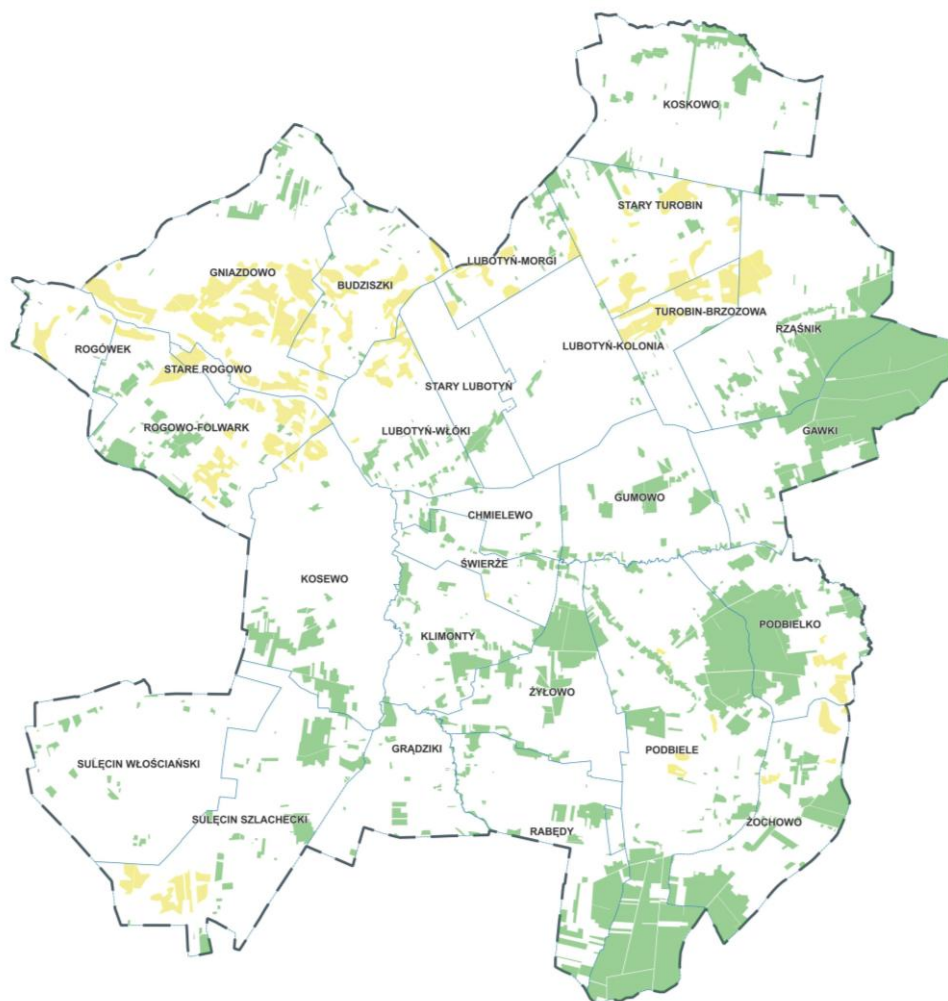 KOSKOWO
STARY TUROBIN
LUBOTYŃ-MORGI
GNIAZDOWO
BUDZISZKI
TUROBIN-BRZOZOWA
RZAŚNIK
LUBOTYŃ-KOLONIA
ROGÓWEK
STARE ROGOWO
STARY LUBOTYŃ
ROGOWO-FOLWARK
LUBOTYŃ-WŁÓKI
GAWKI
GUMOWO
CHMIELEWO
ŚWIERŻE
KOSEWO
PODBIELKO
KLIMONTY
ŻYŁOWO
GRĄDZIKI
PODBIELE
SULĘCIN WŁOŚCIAŃSKI
SULĘCIN SZLACHECKI
ŻOCHOWO
RABĘDY